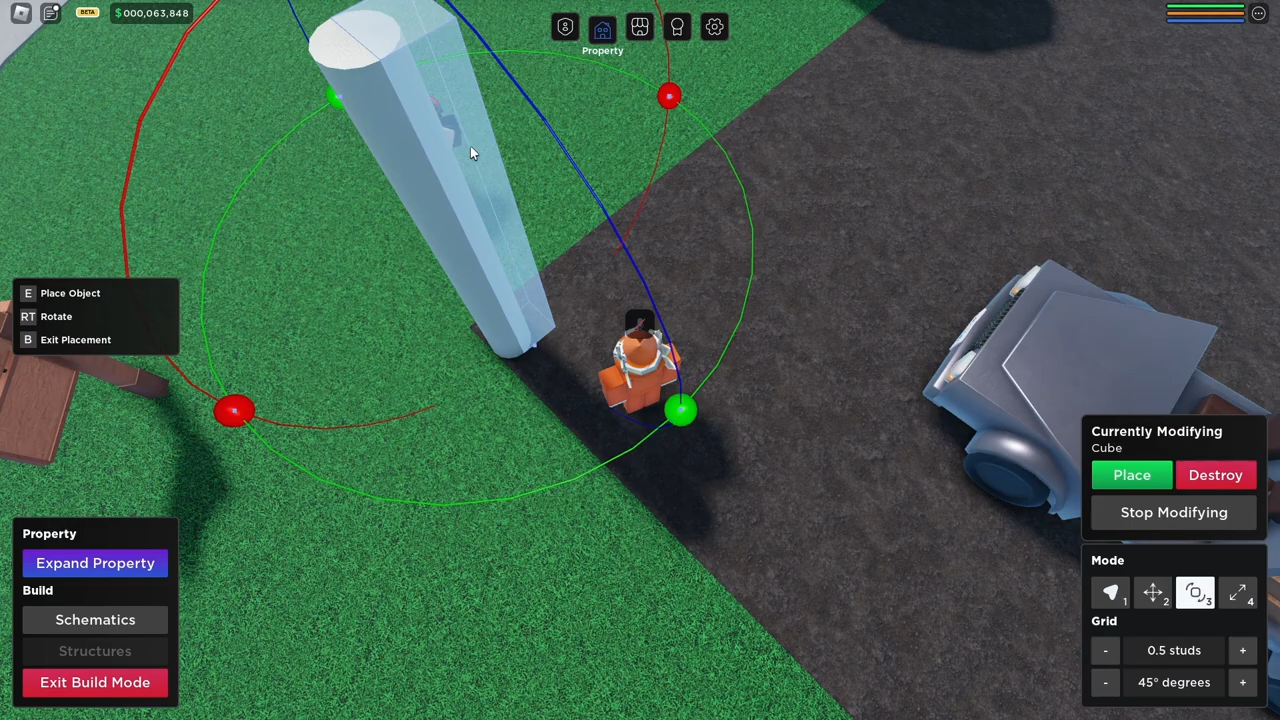 BETA
$ 000,063,848
Property
E Place Object
RT Rotate
B Exit Placement
Property
Expand Property
Build
Schematics
Structures
Exit Build Mode
Currently Modifying
Cube
Place Destroy
Stop Modifying
Mode
1 2 3 4
Grid
- 0.5 studs +
- 45° degrees +